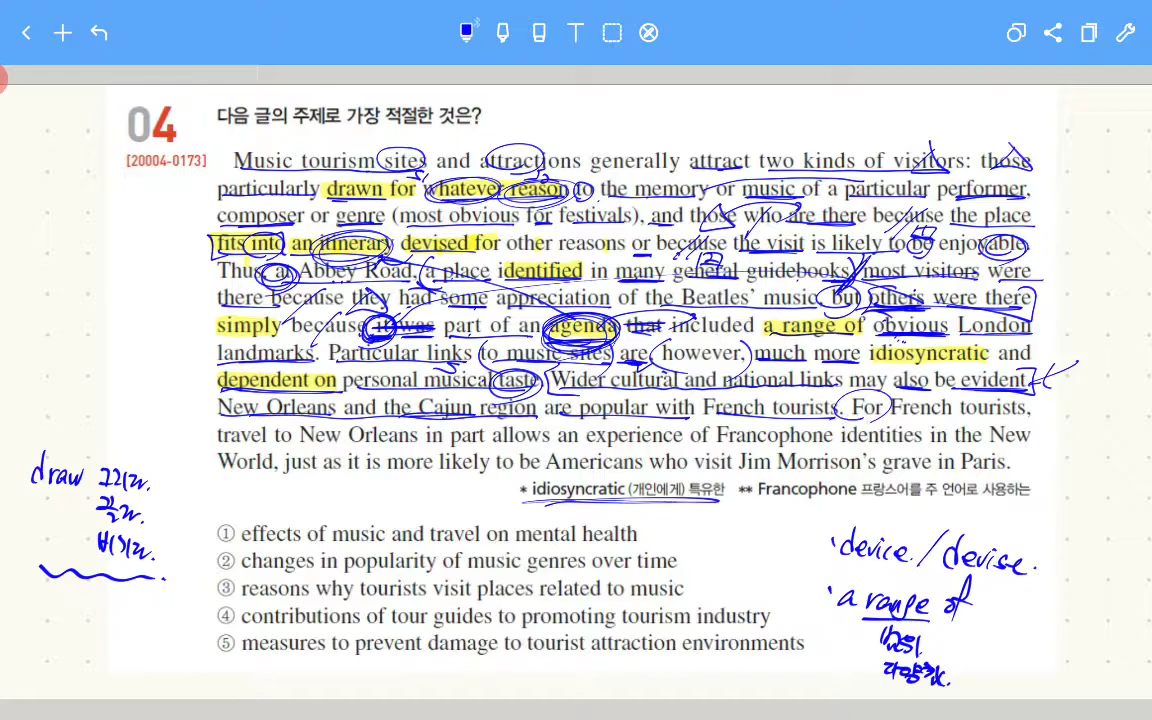 04
다음 글의 주제로 가장 적절한 것은?
[20004-0173]
Music tourism sites and attractions generally attract two kinds of visitors: those
particularly drawn for whatever reason to the memory or music of a particular performer,
composer or genre (most obvious for festivals), and those who are there because the place
fits into an itinerary devised for other reasons or because the visit is likely to be enjoyable.
Thus, at Abbey Road, a place identified in many general guidebooks, most visitors were
there because they had some appreciation of the Beatles' music, but others were there
simply because it was part of an agenda that included a range of obvious London
landmarks. Particular links to music sites are, however, much more idiosyncratic and
dependent on personal musical taste. Wider cultural and national links may also be evident.
New Orleans and the Cajun region are popular with French tourists. For French tourists,
travel to New Orleans in part allows an experience of Francophone identities in the New
World, just as it is more likely to be Americans who visit Jim Morrison's grave in Paris.
* idiosyncratic (개인에게) 특유한 ** Francophone 프랑스어를 주 언어로 사용하는
① effects of music and travel on mental health
② changes in popularity of music genres over time
③ reasons why tourists visit places related to music
④ contributions of tour guides to promoting tourism industry
⑤ measures to prevent damage to tourist attraction environments
draw 그리다.
끌다.
비기다.
device / devise.
a range of
범위